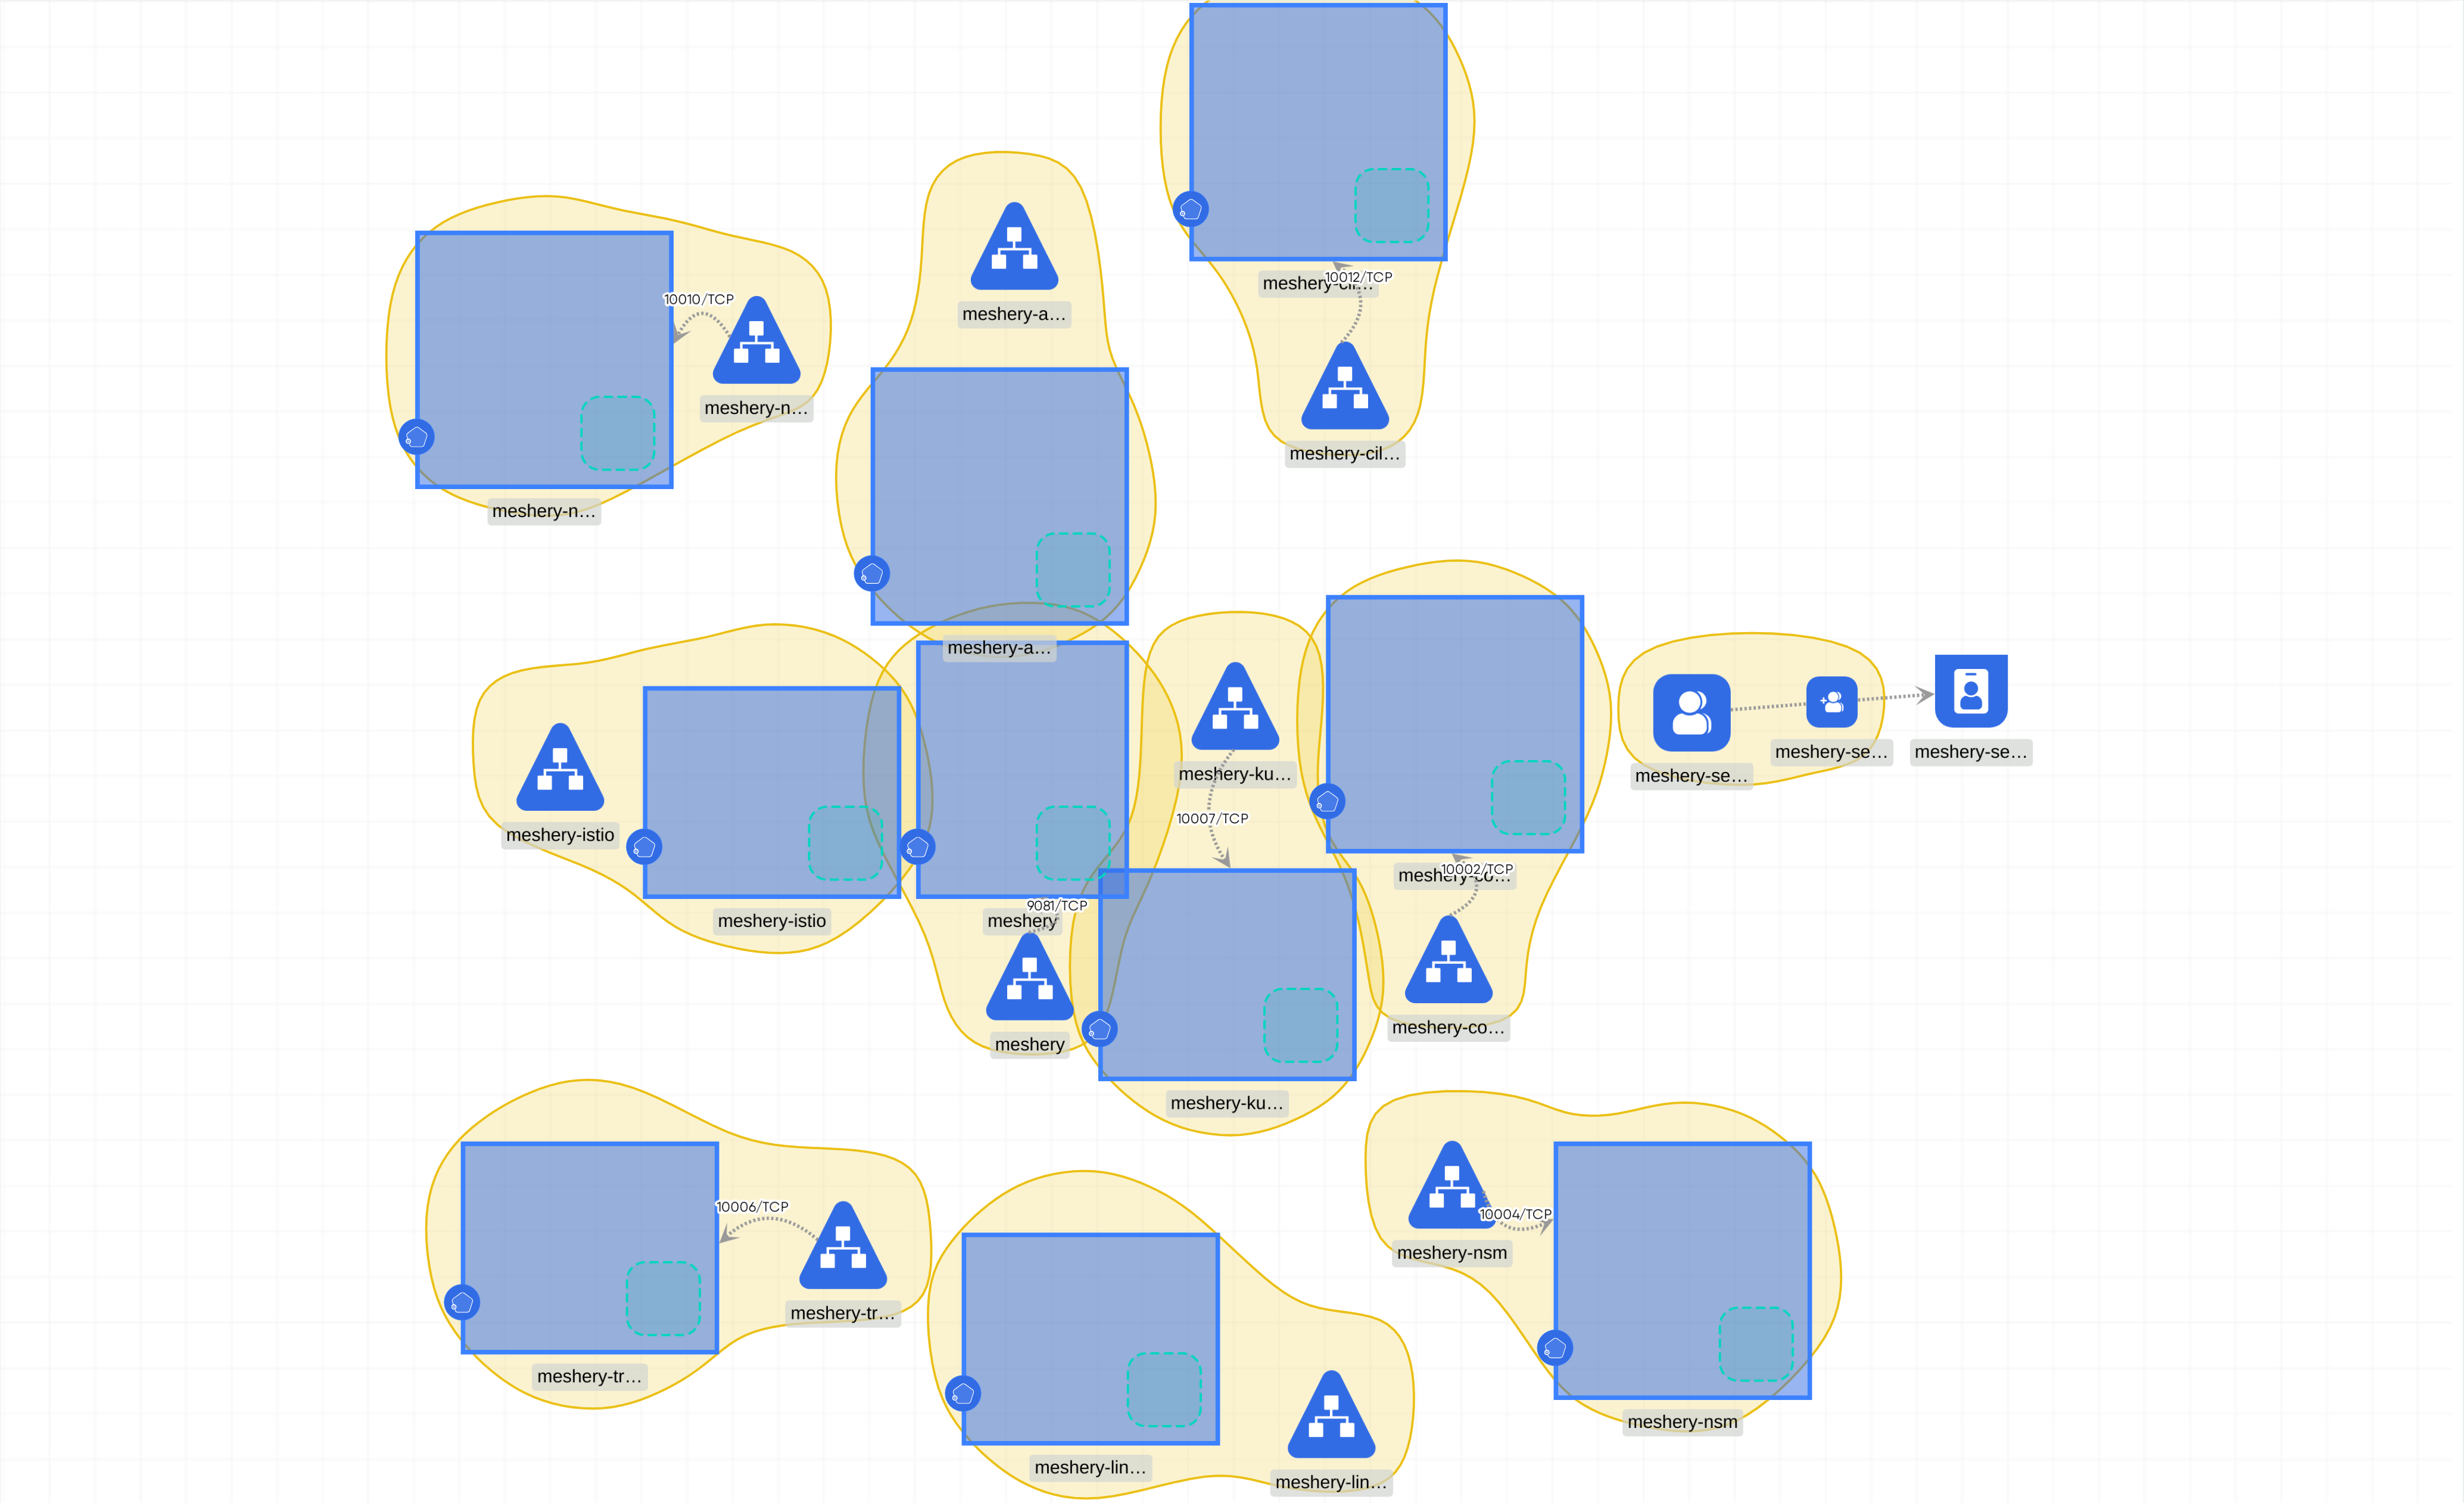 meshery-cil…
10012/TCP
meshery-cil…
10010/TCP
meshery-n…
meshery-n…
meshery-a…
meshery-a…
meshery-istio
meshery-istio
9081/TCP
meshery
meshery
meshery-ku…
10007/TCP
meshery-ku…
meshery-co…
10002/TCP
meshery-co…
meshery-se…
meshery-se…
meshery-se…
10006/TCP
meshery-tr…
meshery-tr…
meshery-lin…
meshery-lin…
10004/TCP
meshery-nsm
meshery-nsm